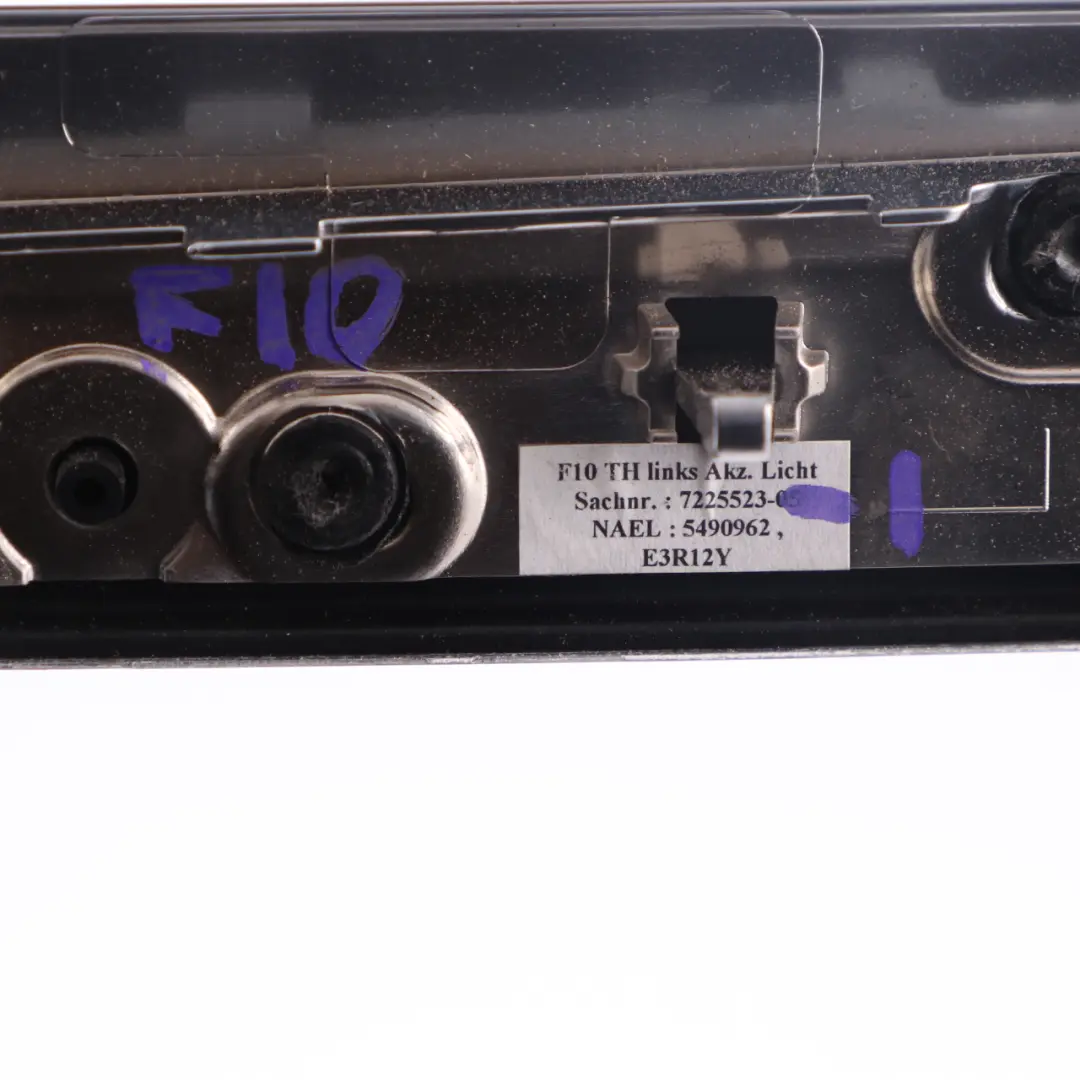 F10
F10 TH links Akz. Licht
Sachnr. : 7225523-0
NAEL : 5490962 ,
E3R12Y